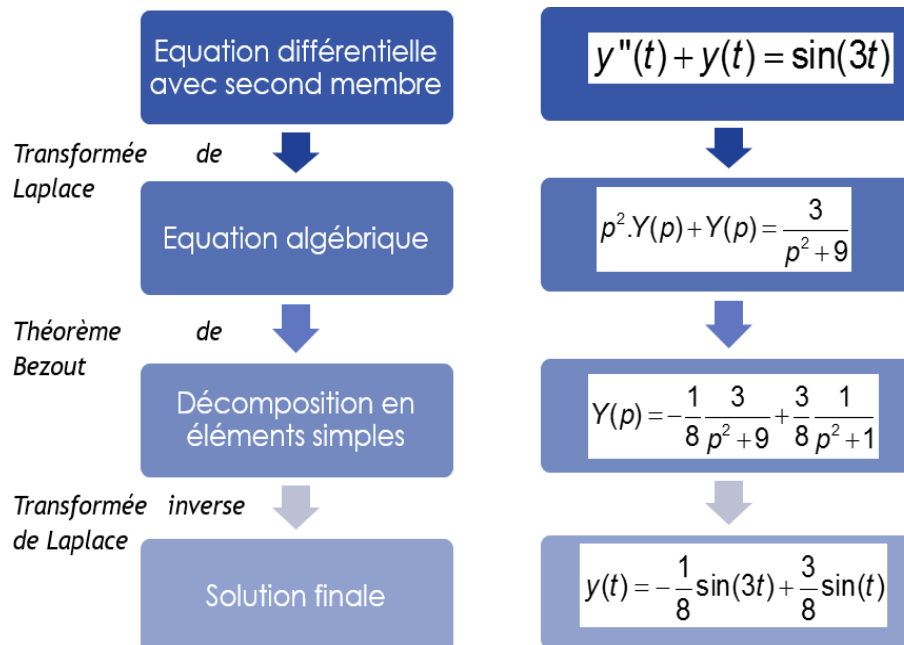 Equation différentielle
avec second membre
y"(t) + y(t) = sin(3t)
Transformée de
Laplace
Equation algébrique
p².Y(p) + Y(p) = 3/(p² + 9)
Théorème de
Bezout
Décomposition en
éléments simples
Y(p) = -1/8 3/(p² + 9) + 3/8 1/(p² + 1)
Transformée inverse
de Laplace
Solution finale
y(t) = -1/8 sin(3t) + 3/8 sin(t)